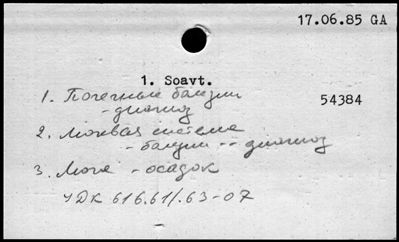 17.06.85 GA
1. Soavt.
1. Почечные болезни
- диагноз
54384
2. Мочевая система
- болезни -- диагноз
3. Моча - осадок
УДК 616.61/.63-07